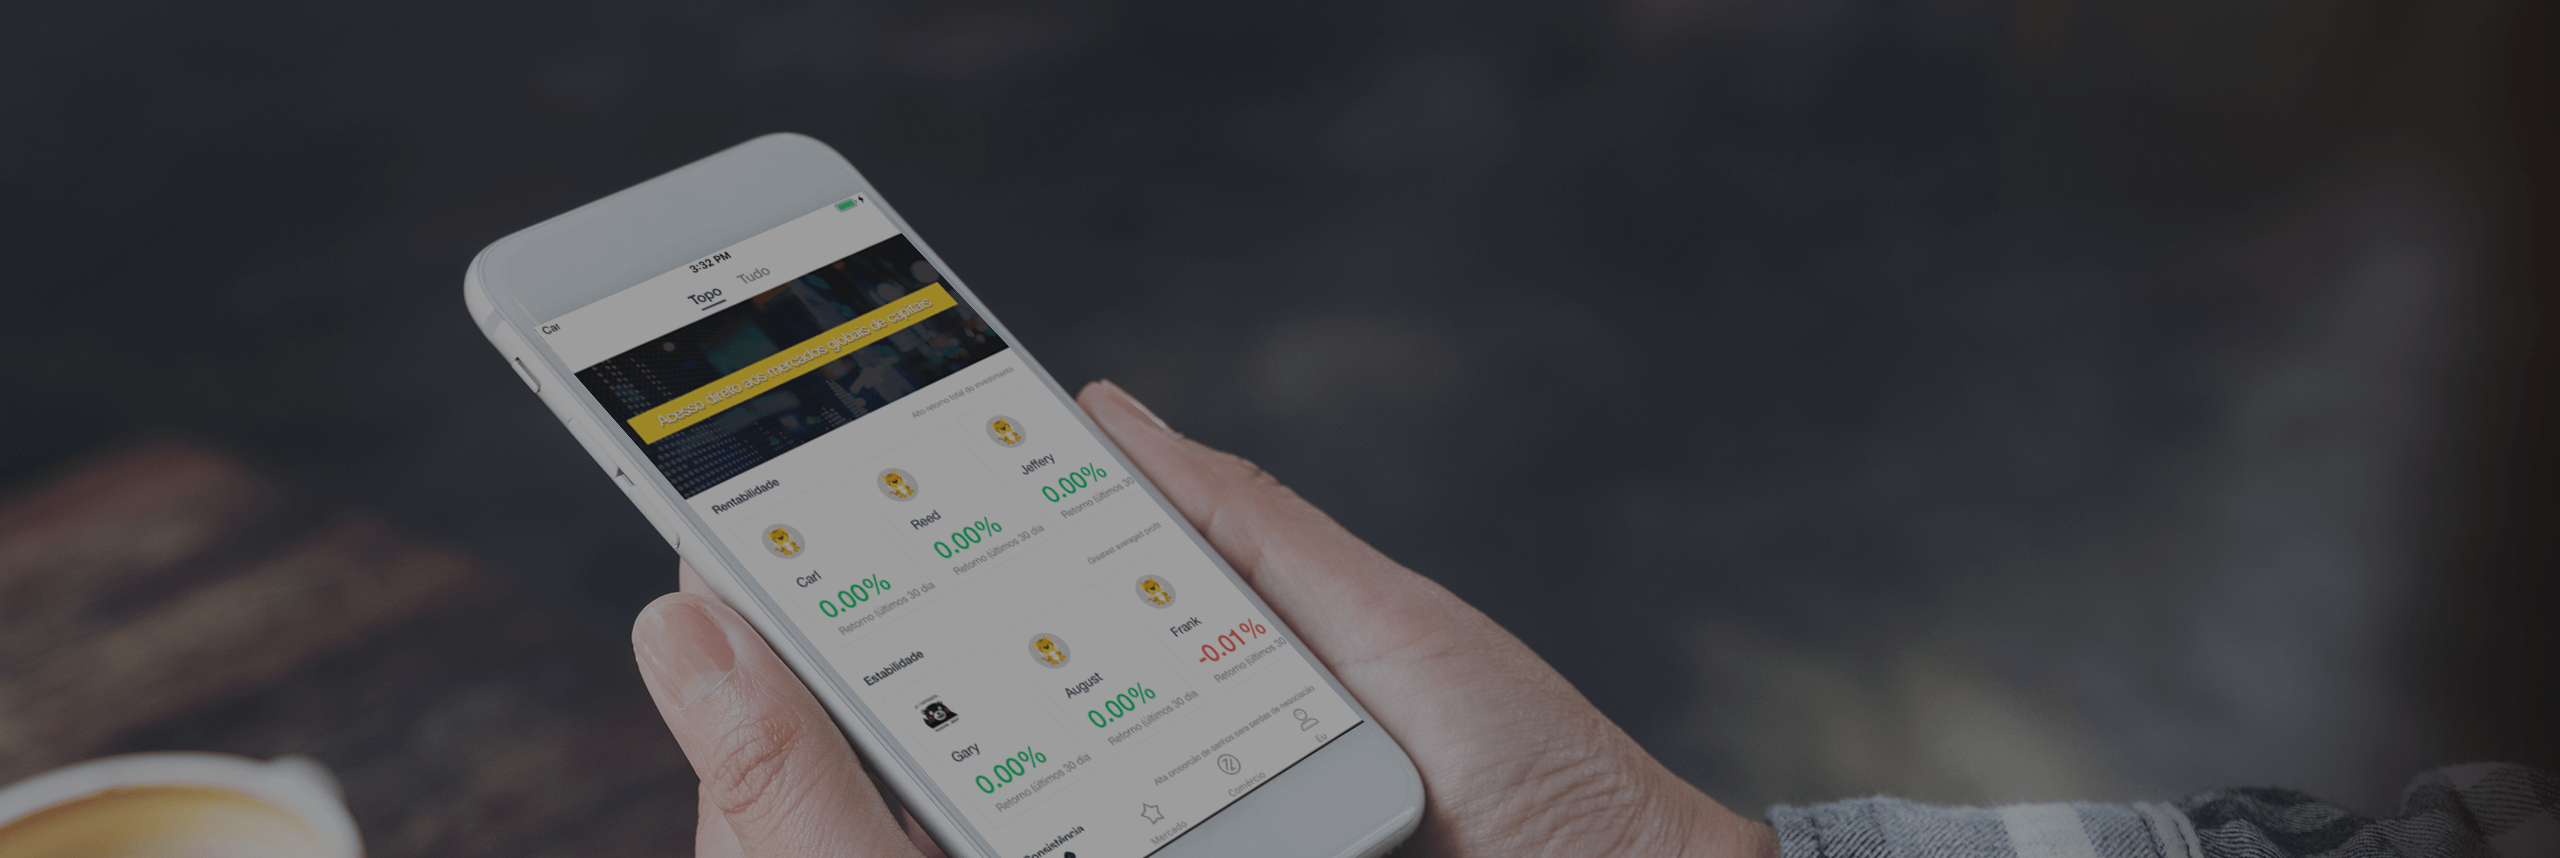 3:32 PM
Topo Tudo
Acesso direto aos mercados globais de capitais
Rentabilidade Alto retorno total do investimento
Carl Reed Jeffery
0.00% 0.00% 0.00%
Retorno (últimos 30 dia Retorno (últimos 30 dia Retorno (últimos 30
Estabilidade Greatest averaged profit
Gary August Frank
0.00% 0.00% -0.01%
Retorno (últimos 30 dia Retorno (últimos 30 dia Retorno (últimos 30
Alta proporção de ganhos para perdas de negociação
Mercado Comércio Eu